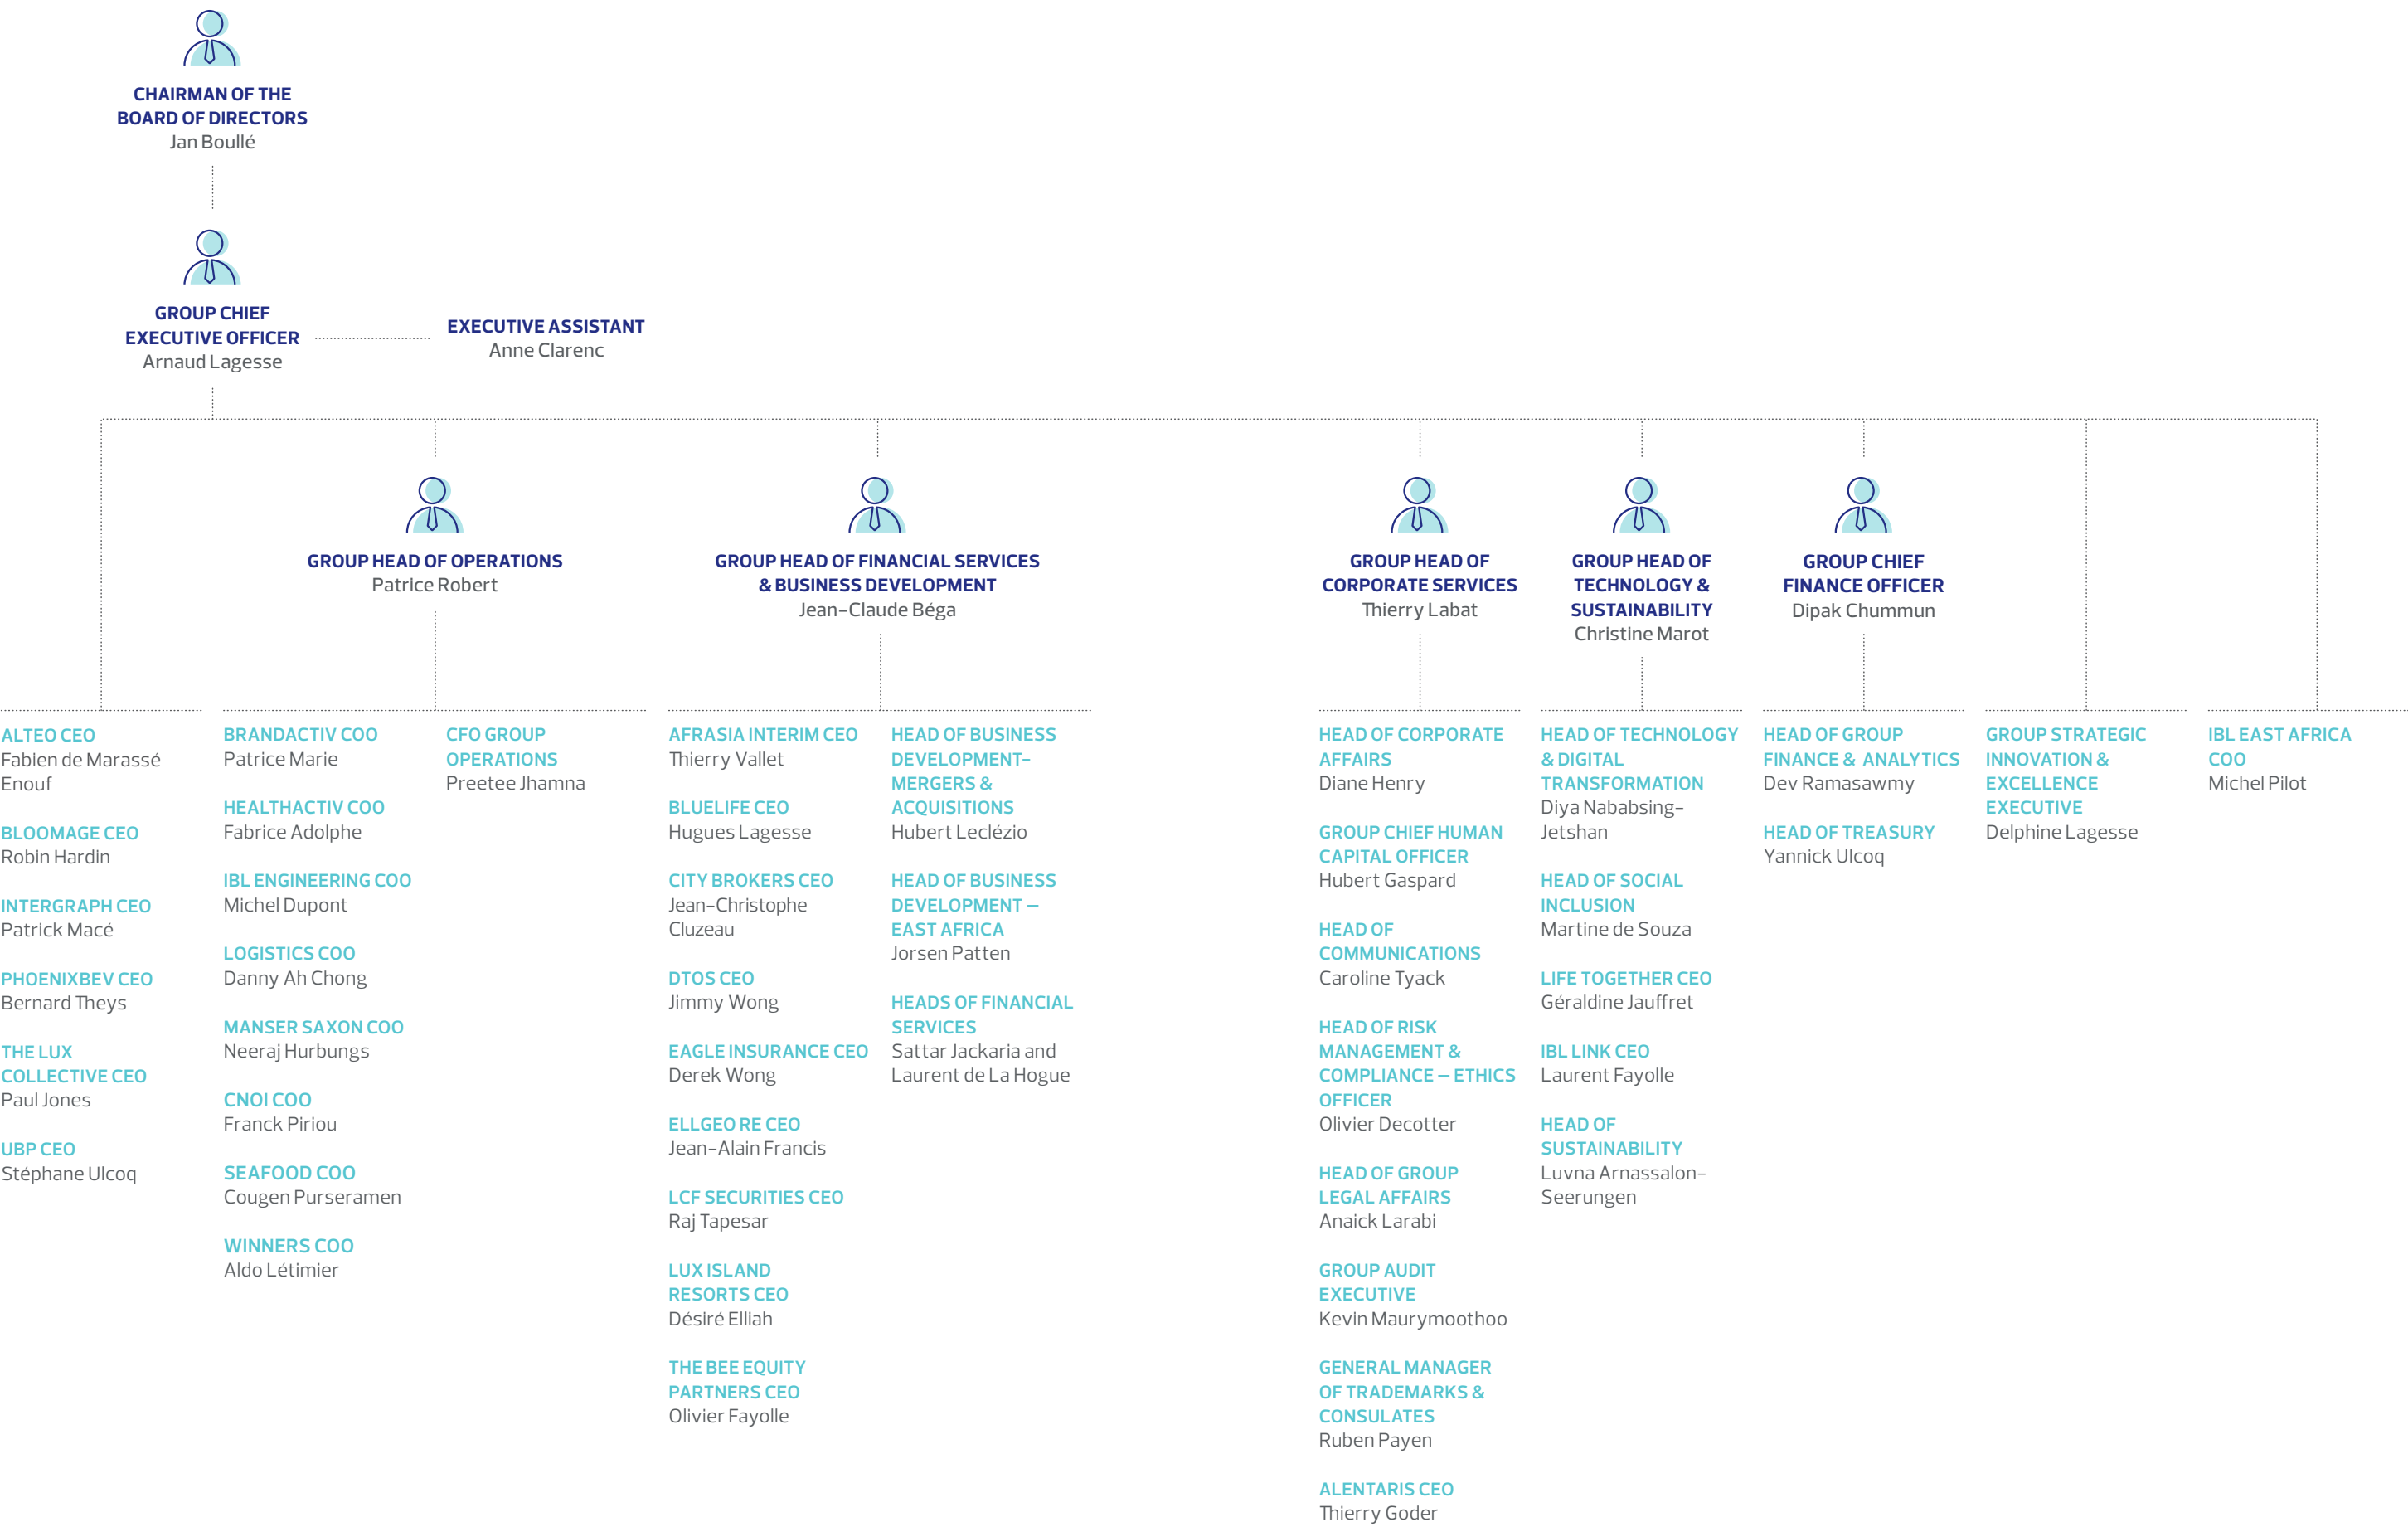 CHAIRMAN OF THE
BOARD OF DIRECTORS
Jan Boullé
GROUP CHIEF
EXECUTIVE OFFICER
Arnaud Lagesse
EXECUTIVE ASSISTANT
Anne Clarenc
GROUP HEAD OF OPERATIONS
Patrice Robert
GROUP HEAD OF FINANCIAL SERVICES
& BUSINESS DEVELOPMENT
Jean-Claude Béga
GROUP HEAD OF
CORPORATE SERVICES
Thierry Labat
GROUP HEAD OF
TECHNOLOGY &
SUSTAINABILITY
Christine Marot
GROUP CHIEF
FINANCE OFFICER
Dipak Chummun
ALTEO CEO
Fabien de Marassé
Enouf
BLOOMAGE CEO
Robin Hardin
INTERGRAPH CEO
Patrick Macé
PHOENIXBEV CEO
Bernard Theys
THE LUX
COLLECTIVE CEO
Paul Jones
UBP CEO
Stéphane Ulcoq
BRANDACTIV COO
Patrice Marie
HEALTHACTIV COO
Fabrice Adolphe
IBL ENGINEERING COO
Michel Dupont
LOGISTICS COO
Danny Ah Chong
MANSER SAXON COO
Neeraj Hurbungs
CNOI COO
Franck Piriou
SEAFOOD COO
Cougen Purseramen
WINNERS COO
Aldo Létimier
CFO GROUP
OPERATIONS
Preetee Jhamna
AFRASIA INTERIM CEO
Thierry Vallet
BLUELIFE CEO
Hugues Lagesse
CITY BROKERS CEO
Jean-Christophe
Cluzeau
DTOS CEO
Jimmy Wong
EAGLE INSURANCE CEO
Derek Wong
ELLGEO RE CEO
Jean-Alain Francis
LCF SECURITIES CEO
Raj Tapesar
LUX ISLAND
RESORTS CEO
Désiré Elliah
THE BEE EQUITY
PARTNERS CEO
Olivier Fayolle
HEAD OF BUSINESS
DEVELOPMENT-
MERGERS &
ACQUISITIONS
Hubert Leclézio
HEAD OF BUSINESS
DEVELOPMENT –
EAST AFRICA
Jorsen Patten
HEADS OF FINANCIAL
SERVICES
Sattar Jackaria and
Laurent de La Hogue
HEAD OF CORPORATE
AFFAIRS
Diane Henry
GROUP CHIEF HUMAN
CAPITAL OFFICER
Hubert Gaspard
HEAD OF
COMMUNICATIONS
Caroline Tyack
HEAD OF RISK
MANAGEMENT &
COMPLIANCE – ETHICS
OFFICER
Olivier Decotter
HEAD OF GROUP
LEGAL AFFAIRS
Anaick Larabi
GROUP AUDIT
EXECUTIVE
Kevin Maurymoothoo
GENERAL MANAGER
OF TRADEMARKS &
CONSULATES
Ruben Payen
ALENTARIS CEO
Thierry Goder
HEAD OF TECHNOLOGY
& DIGITAL
TRANSFORMATION
Diya Nababsing-
Jetshan
HEAD OF SOCIAL
INCLUSION
Martine de Souza
LIFE TOGETHER CEO
Géraldine Jauffret
IBL LINK CEO
Laurent Fayolle
HEAD OF
SUSTAINABILITY
Luvna Arnassalon-
Seerungen
HEAD OF GROUP
FINANCE & ANALYTICS
Dev Ramasawmy
HEAD OF TREASURY
Yannick Ulcoq
GROUP STRATEGIC
INNOVATION &
EXCELLENCE
EXECUTIVE
Delphine Lagesse
IBL EAST AFRICA
COO
Michel Pilot